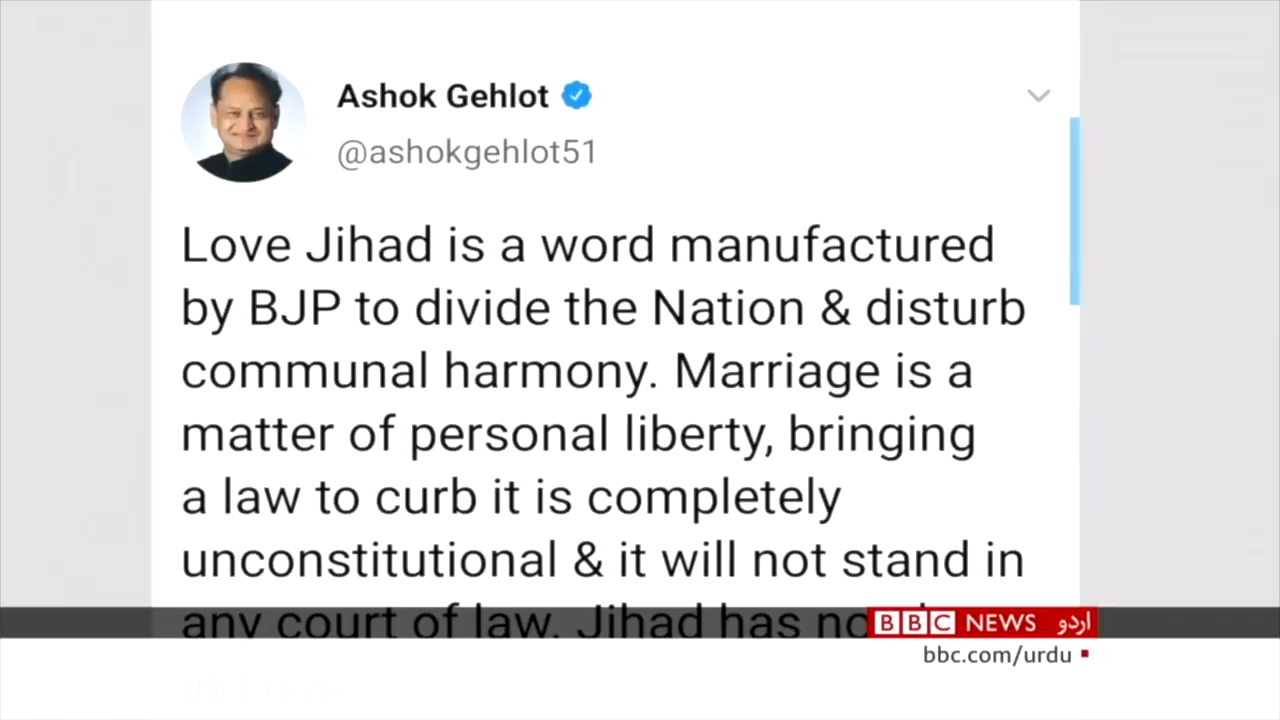 Ashok Gehlot
@ashokgehlot51
Love Jihad is a word manufactured
by BJP to divide the Nation & disturb
communal harmony. Marriage is a
matter of personal liberty, bringing
a law to curb it is completely
unconstitutional & it will not stand in
any court of law. Jihad has no
BBC NEWS اردو
bbc.com/urdu